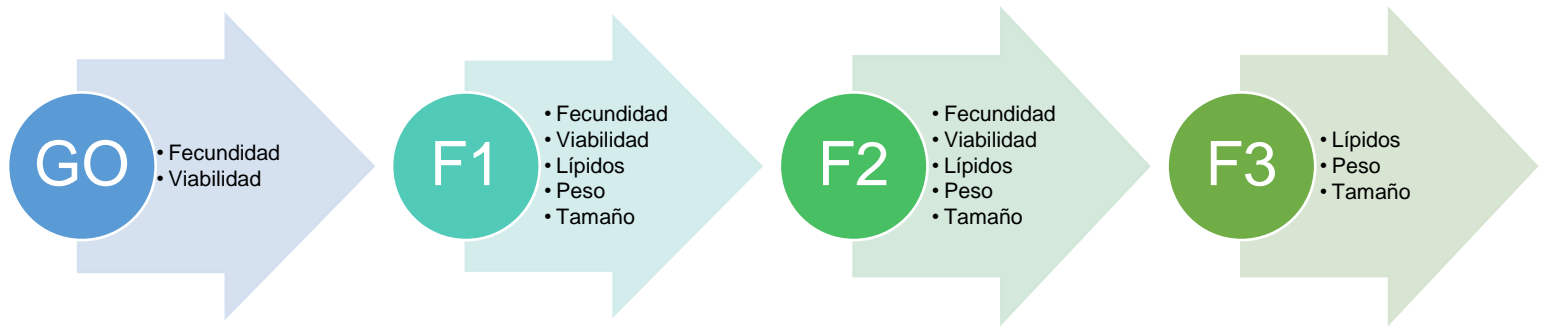 GO
• Fecundidad
• Viabilidad
F1
• Fecundidad
• Viabilidad
• Lípidos
• Peso
• Tamaño
F2
• Fecundidad
• Viabilidad
• Lípidos
• Peso
• Tamaño
F3
• Lípidos
• Peso
• Tamaño